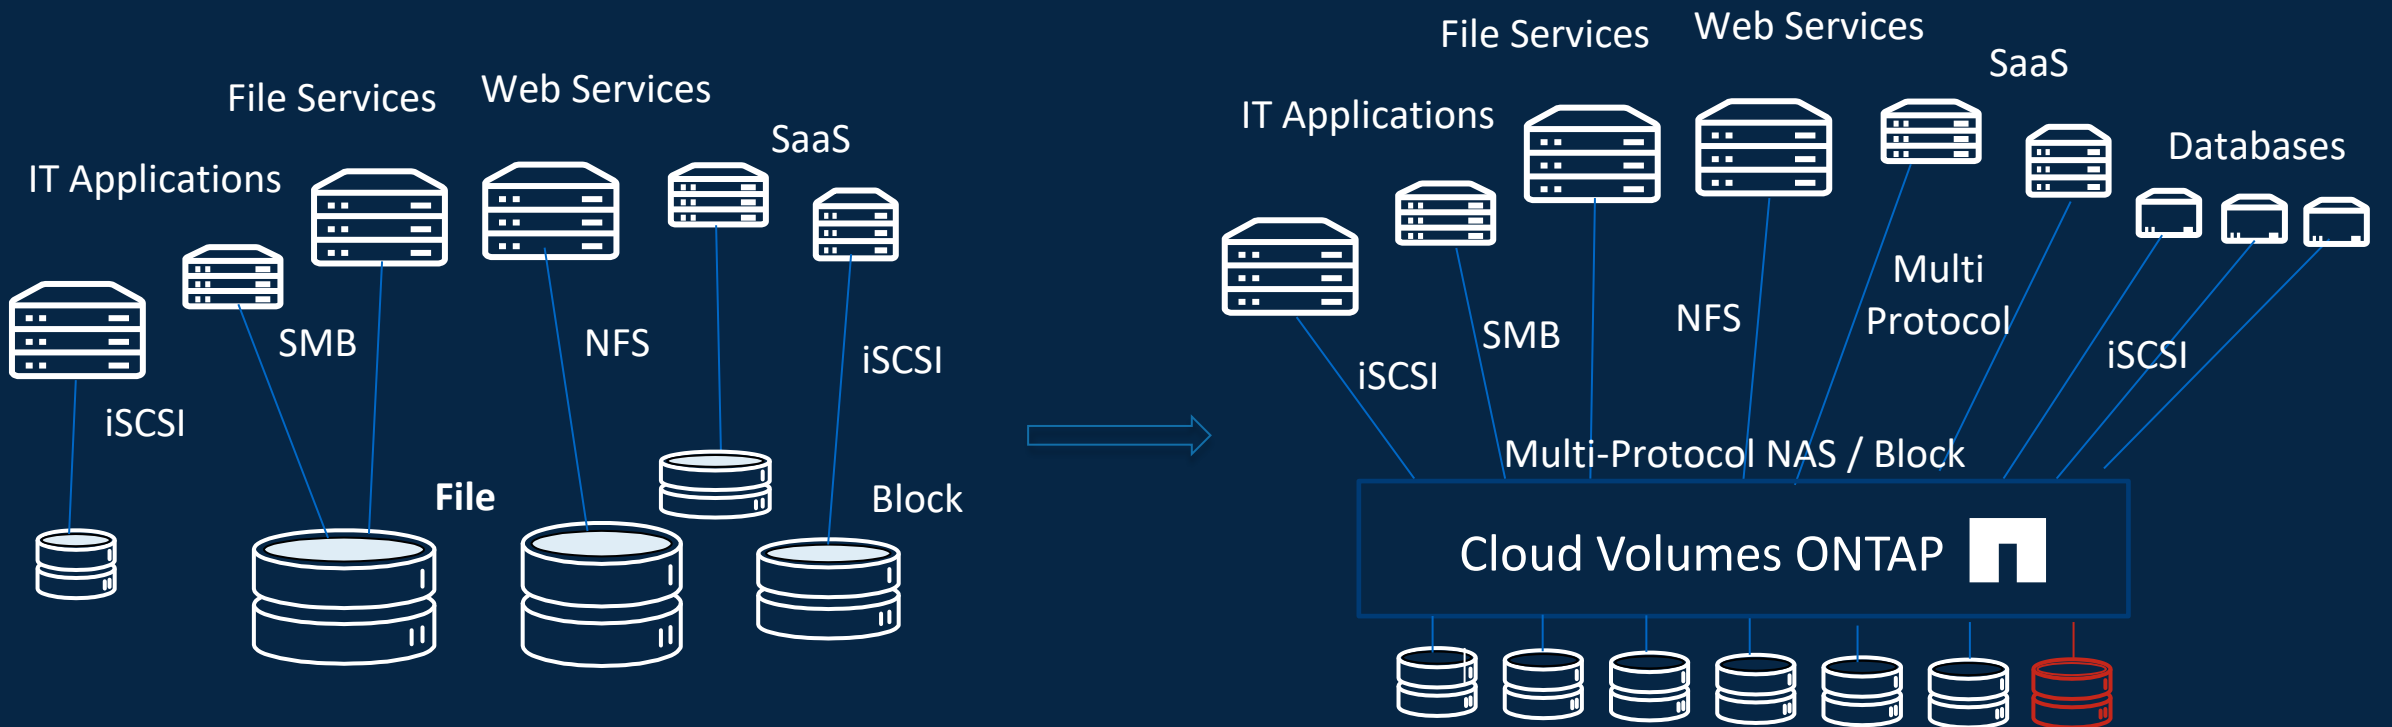 File Services
Web Services
SaaS
IT Applications
SMB
NFS
iSCSI
iSCSI
File
Block
File Services
Web Services
SaaS
IT Applications
Databases
Multi
Protocol
SMB
NFS
iSCSI
iSCSI
Multi-Protocol NAS / Block
Cloud Volumes ONTAP